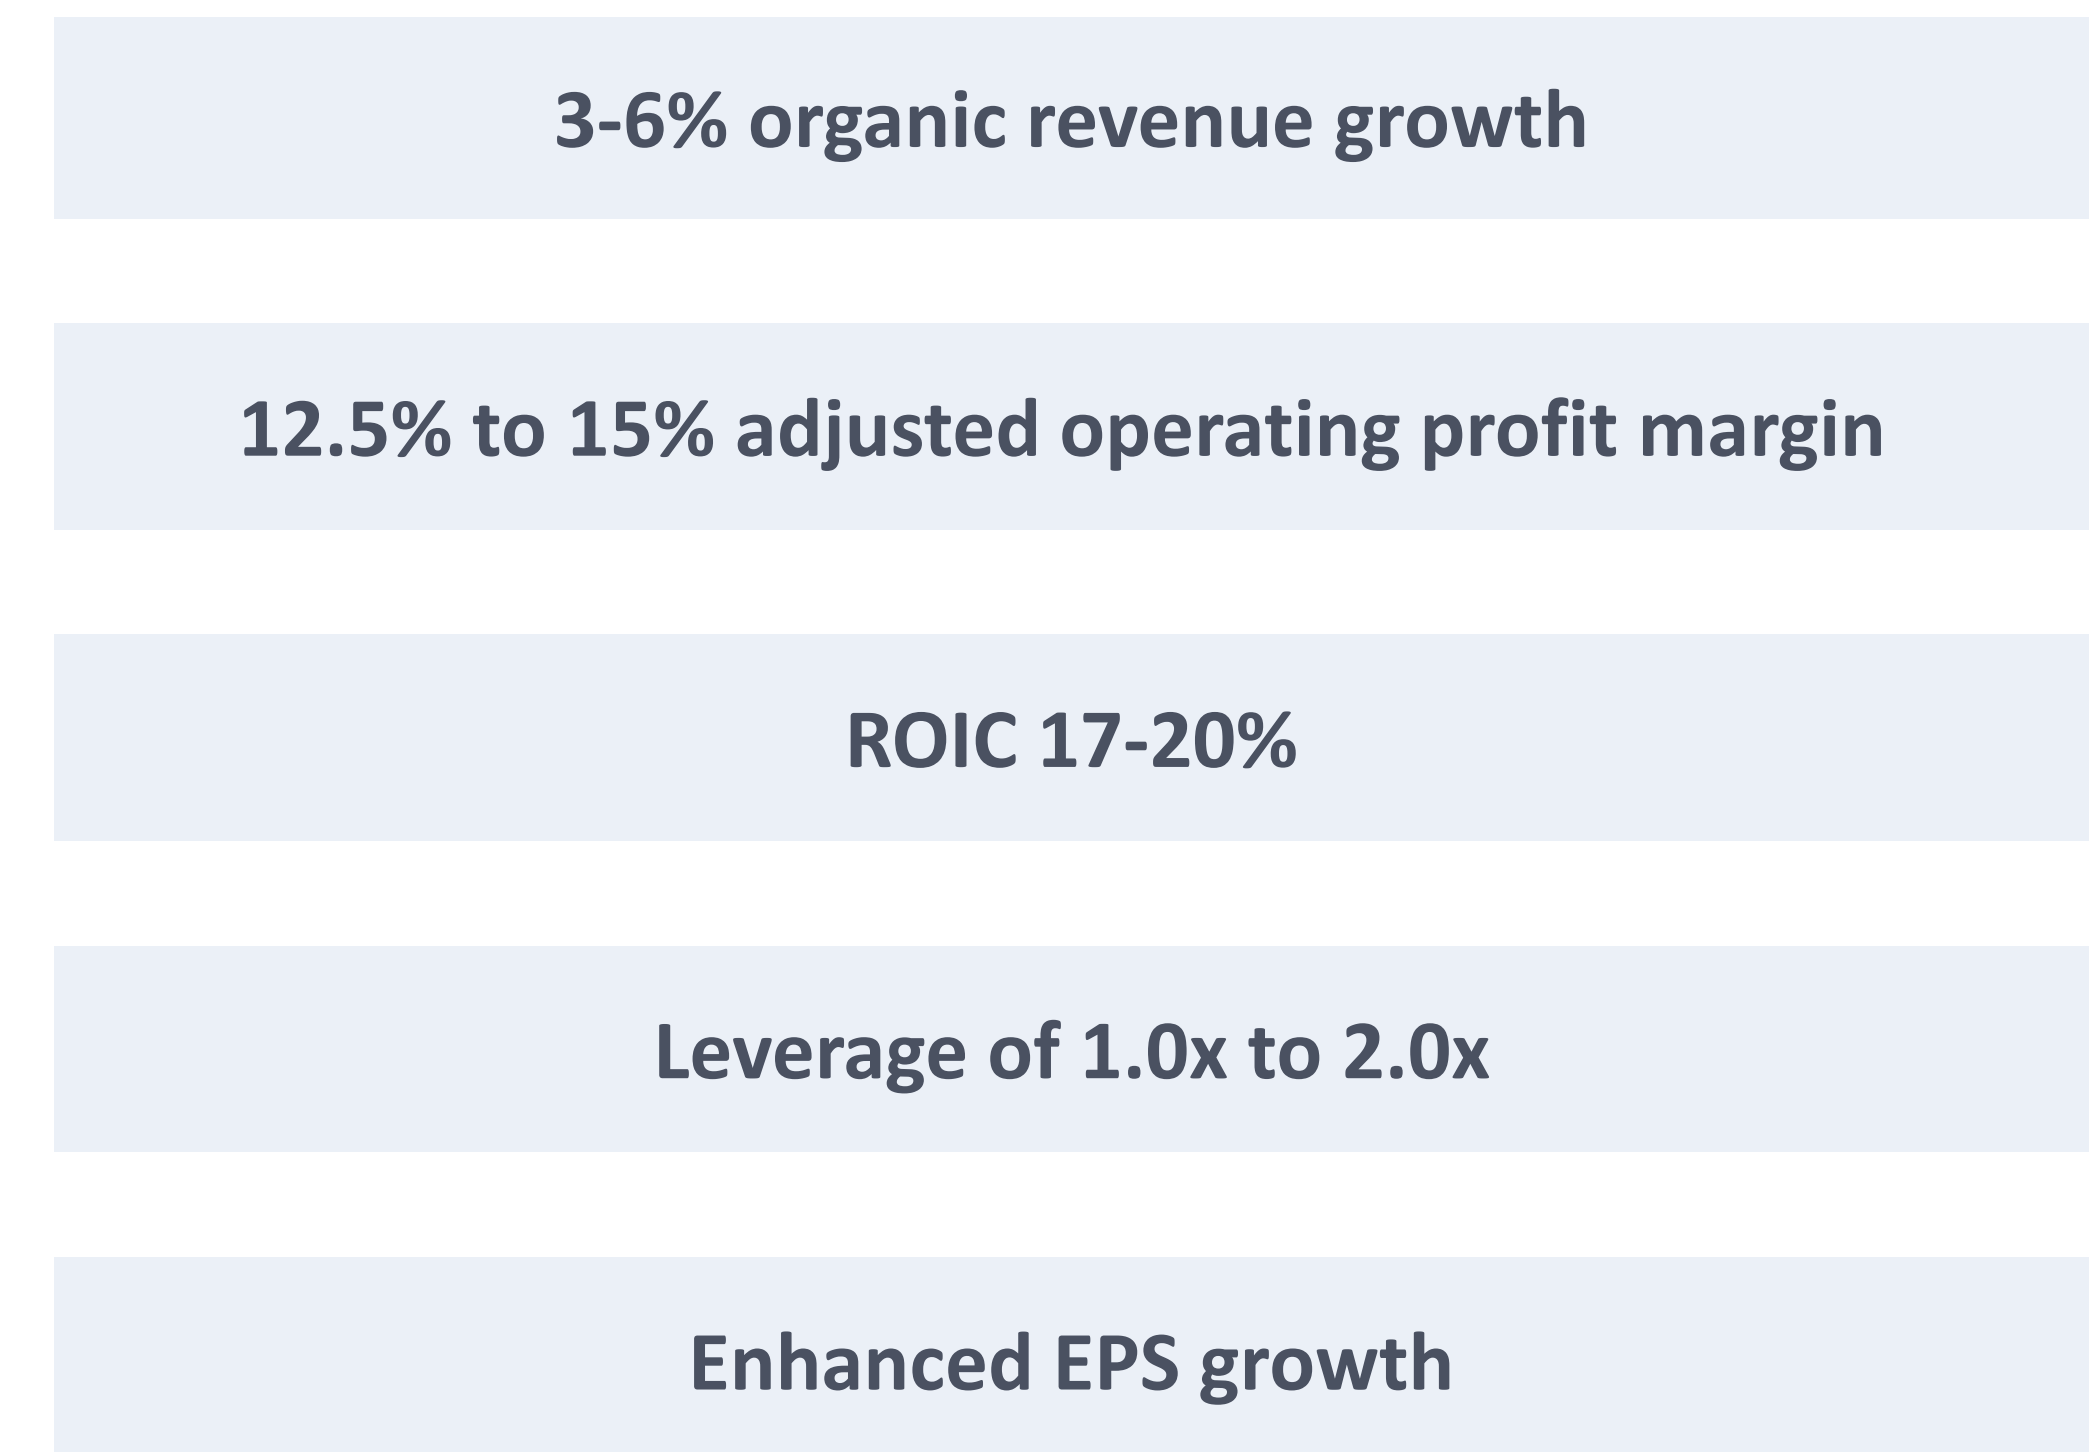 3-6% organic revenue growth
12.5% to 15% adjusted operating profit margin
ROIC 17-20%
Leverage of 1.0x to 2.0x
Enhanced EPS growth